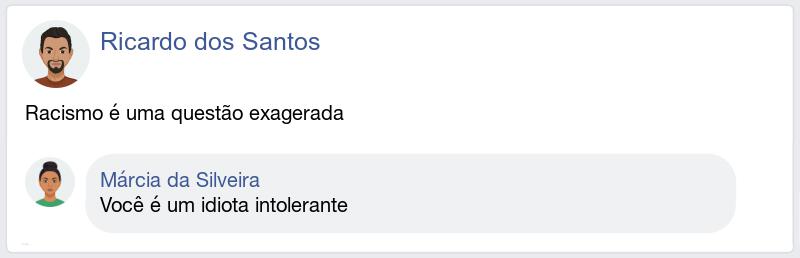 Ricardo dos Santos
Racismo é uma questão exagerada
Márcia da Silveira
Você é um idiota intolerante